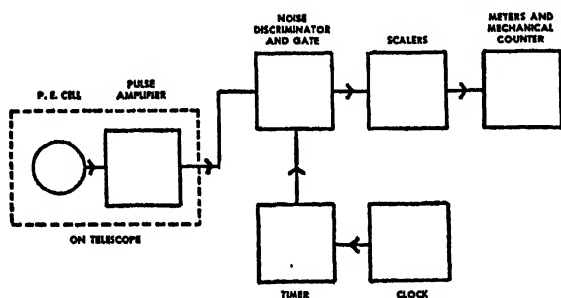 NOISE
DISCRIMINATOR
AND GATE
SCALERS
METERS AND
MECHANICAL
COUNTER
P. E. CELL
PULSE
AMPLIFIER
ON TELESCOPE
TIMER
CLOCK